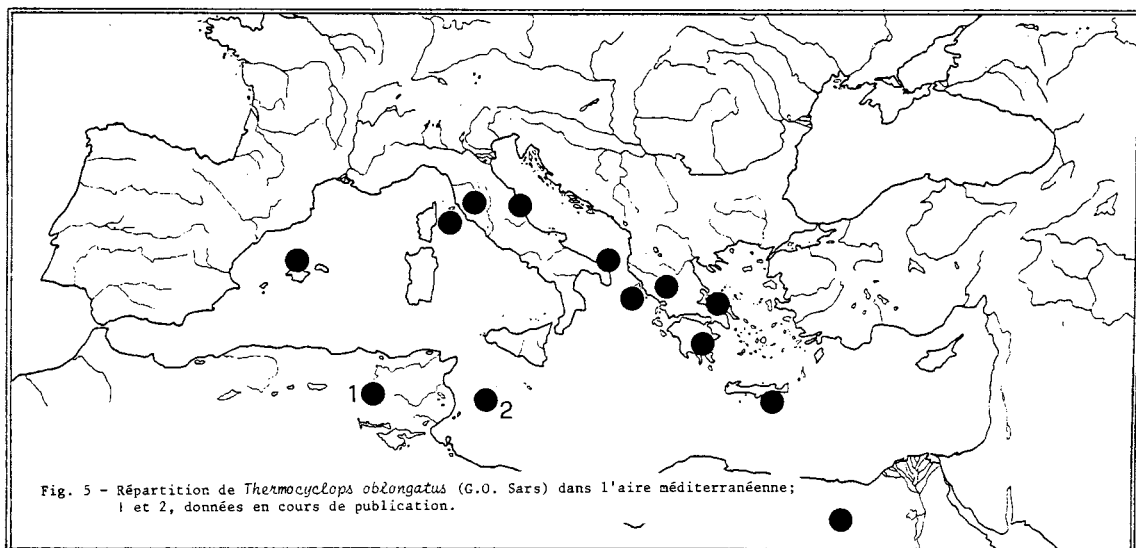 1
2
Fig. 5 - Répartition de Thermocyclops oblongatus (G.O. Sars) dans l'aire méditerranéenne;
1 et 2, données en cours de publication.